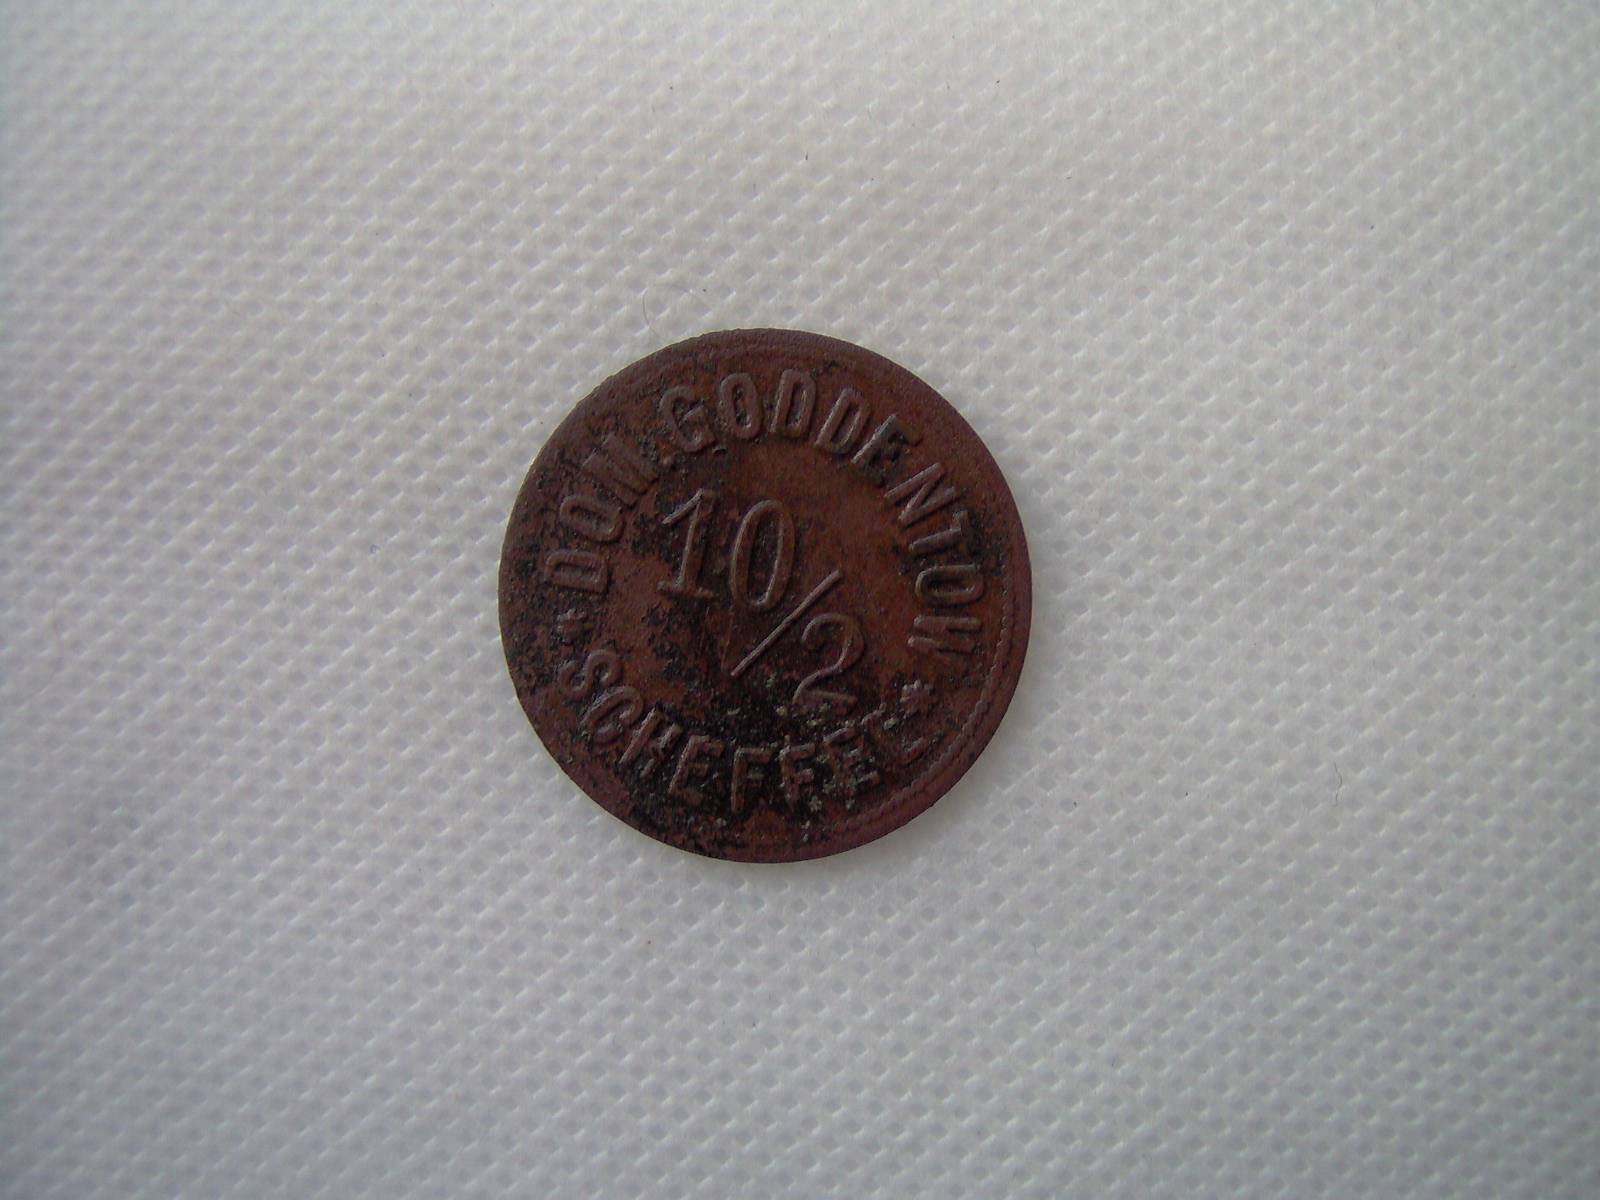 DOM. GODDENTOW
10/2
SCHEFFEL